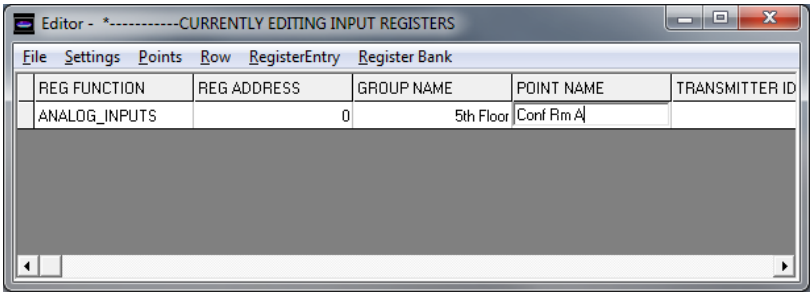 Editor - *-----------CURRENTLY EDITING INPUT REGISTERS
File Settings Points Row RegisterEntry Register Bank
REG FUNCTION REG ADDRESS GROUP NAME POINT NAME TRANSMITTER ID
ANALOG_INPUTS 0 5th Floor Conf Rm A